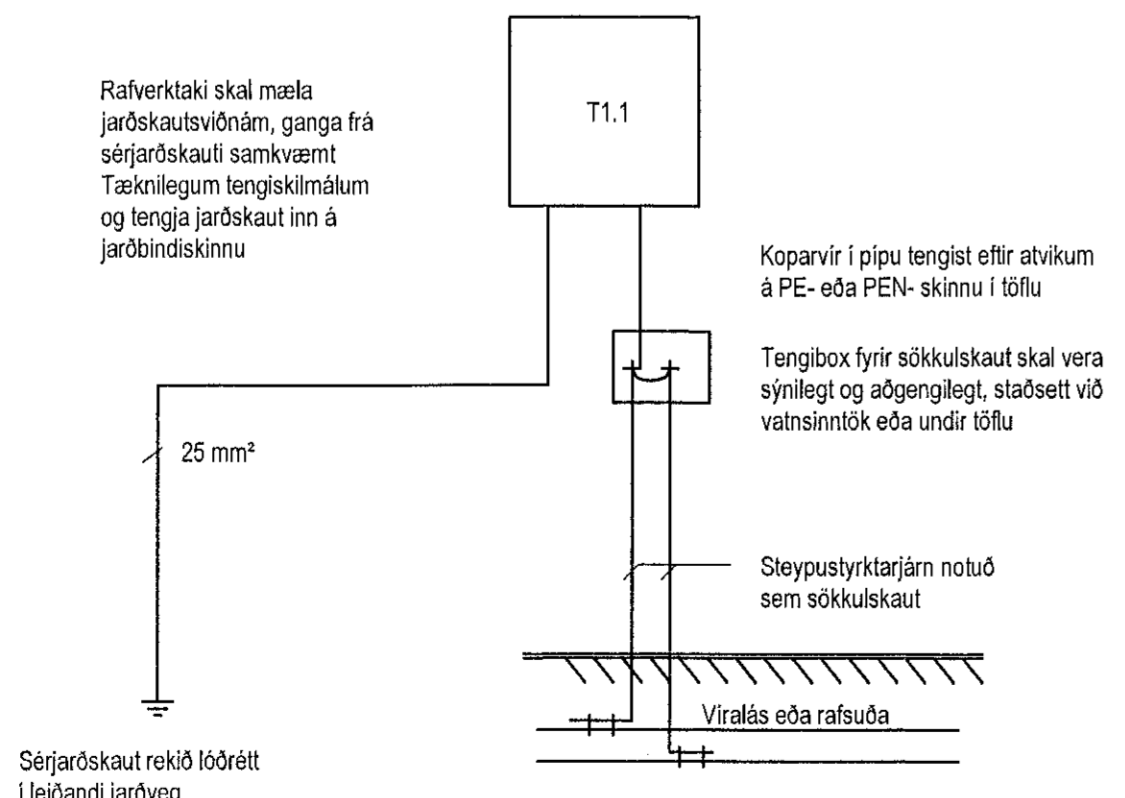 Rafverktaki skal mæla
jarðskautsviðnám, ganga frá
sérjarðskauti samkvæmt
Tæknilegum tengiskilmálum
og tengja jarðskaut inn á
jarðbindiskinnu
T1.1
Koparvír í pípu tengist eftir atvikum
á PE- eða PEN- skinnu í töflu
Tengibox fyrir sökkulskaut skal vera
sýnilegt og aðgengilegt, staðsett við
vatnsinntök eða undir töflu
25 mm²
Steypustyrktarjárn notuð
sem sökkulskaut
Víralás eða rafsuða
Sérjarðskaut rekið lóðrétt
í leiðandi jarðveg